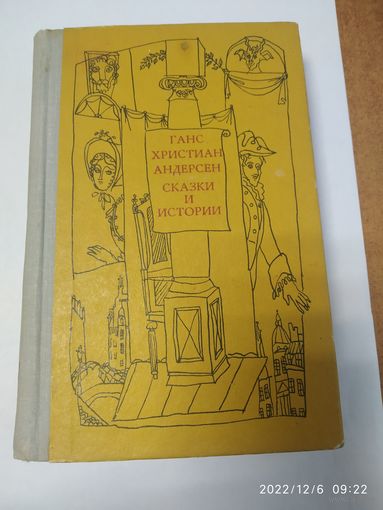 ГАНС
ХРИСТИАН
АНДЕРСЕН
СКАЗКИ
И
ИСТОРИИ
2022/12/6 09:22